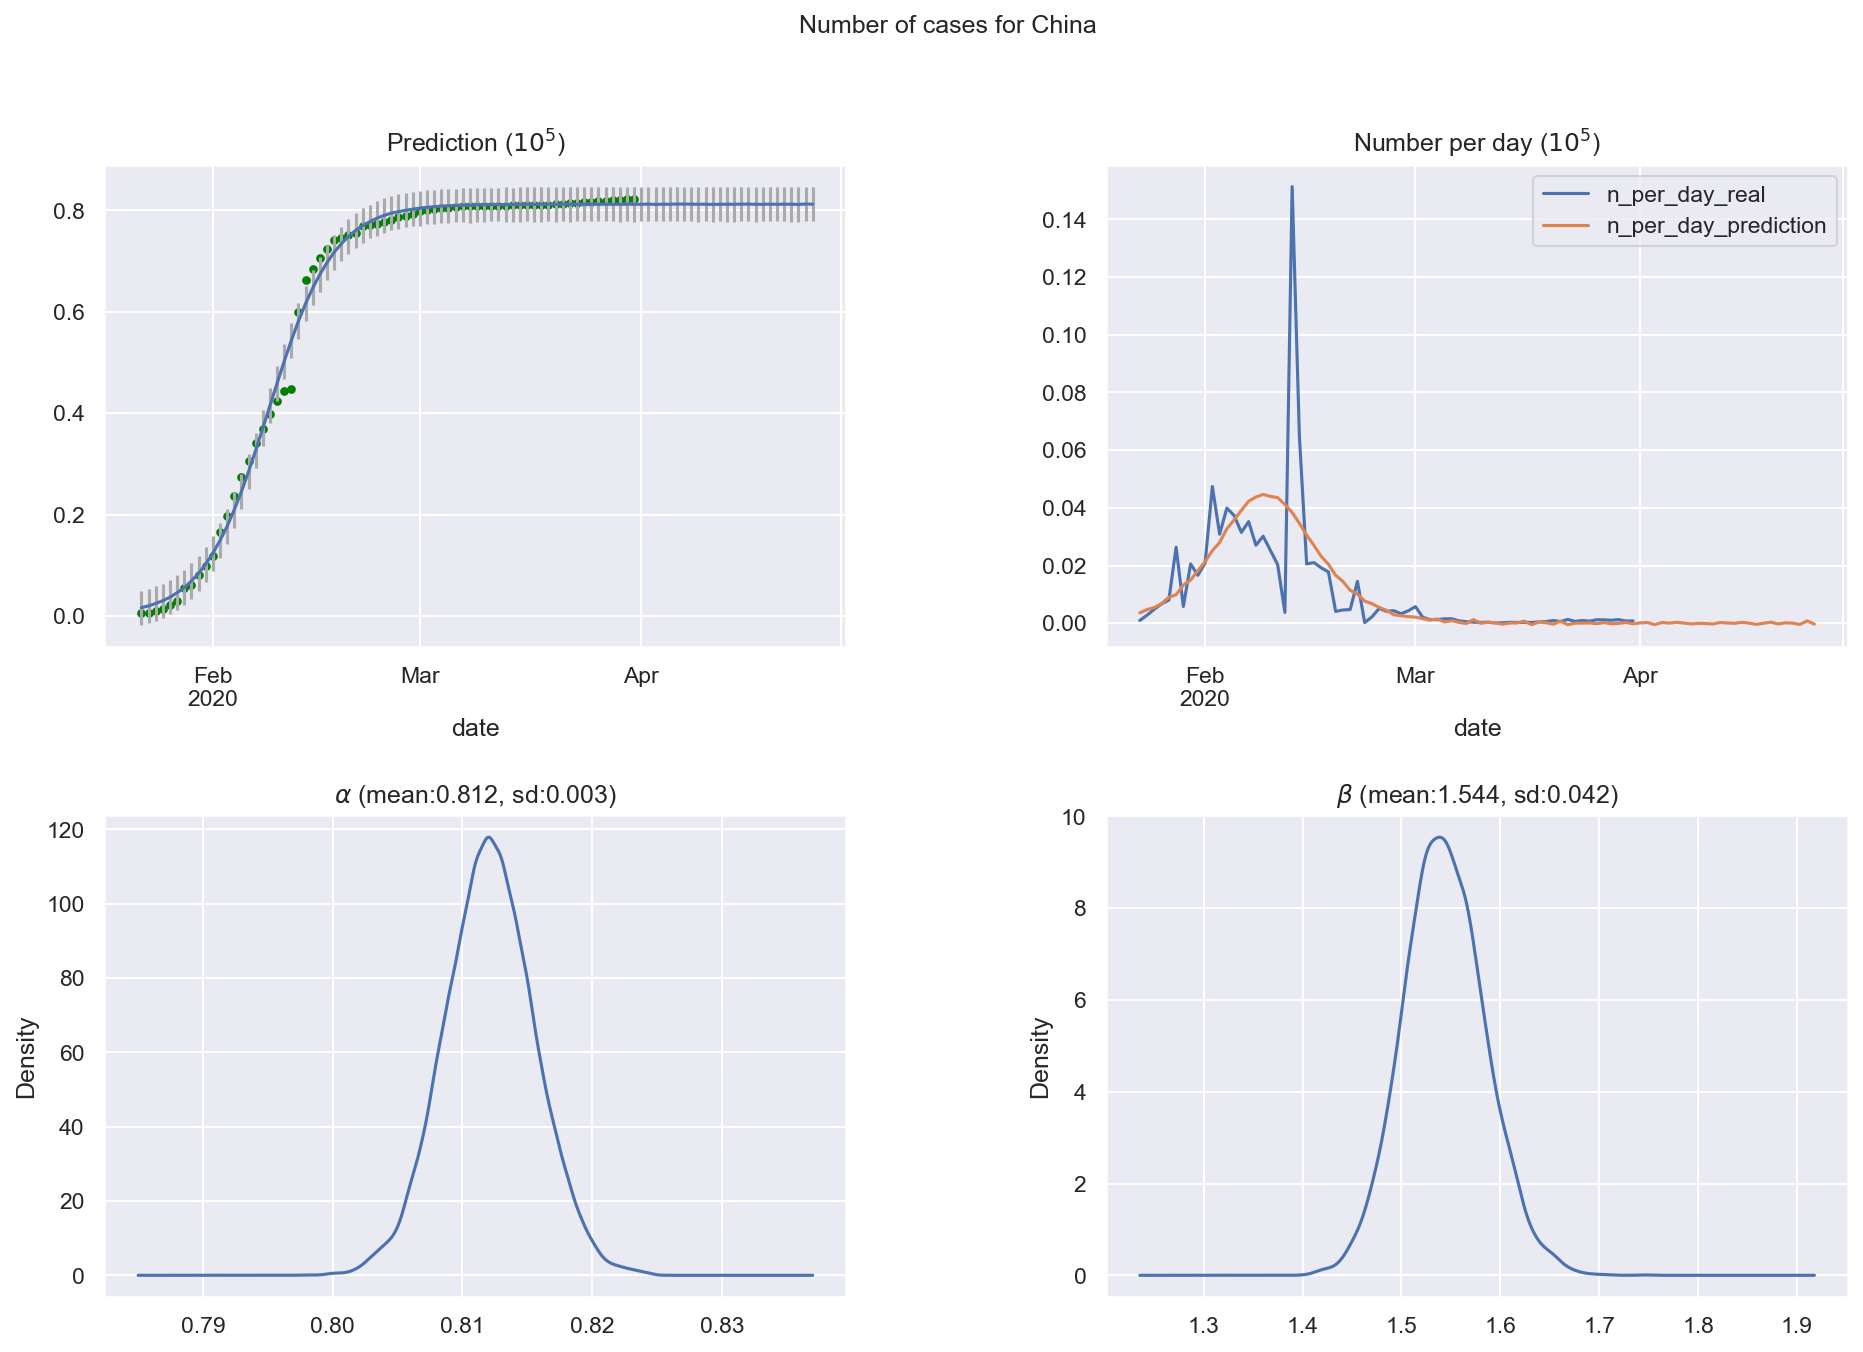 Number of cases for China
Prediction (10^5)
0.8
0.6
0.4
0.2
0.0
Feb
2020
Mar
Apr
date
Number per day (10^5)
n_per_day_real
n_per_day_prediction
0.14
0.12
0.10
0.08
0.06
0.04
0.02
0.00
Feb
2020
Mar
Apr
date
α (mean:0.812, sd:0.003)
Density
120
100
80
60
40
20
0
0.79
0.80
0.81
0.82
0.83
β (mean:1.544, sd:0.042)
Density
10
8
6
4
2
0
1.3
1.4
1.5
1.6
1.7
1.8
1.9